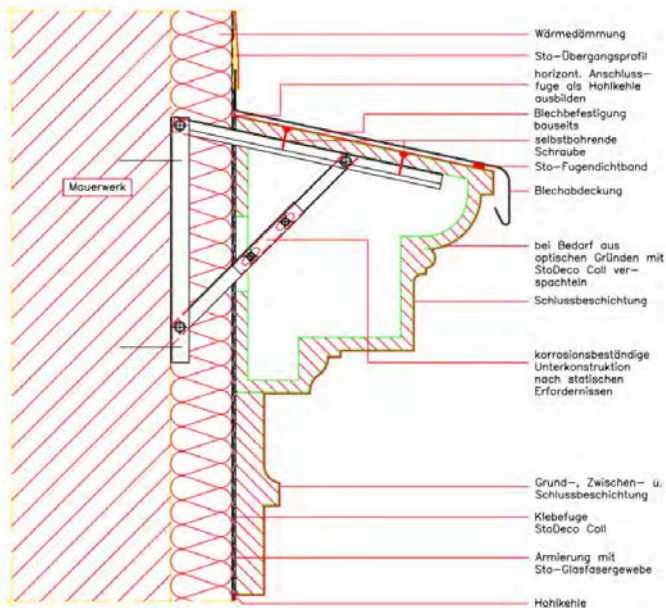 Wärmedämmung
Sto-Übergangsprofil
horizont. Anschluss-
fuge als Hohlkehle
ausbilden
Blechbefestigung
bauseits
selbstbohrende
Schraube
Sto-Fugendichtband
Mauerwerk
Blechabdeckung
bei Bedarf aus
optischen Gründen mit
StoDeco Coll ver-
spachteln
Schlussbeschichtung
korrosionsbeständige
Unterkonstruktion
nach statischen
Erfordernissen
Grund-, Zwischen- u.
Schlussbeschichtung
Klebefuge
StoDeco Coll
Armierung mit
Sto-Glasfasergewebe
Hohlkehle